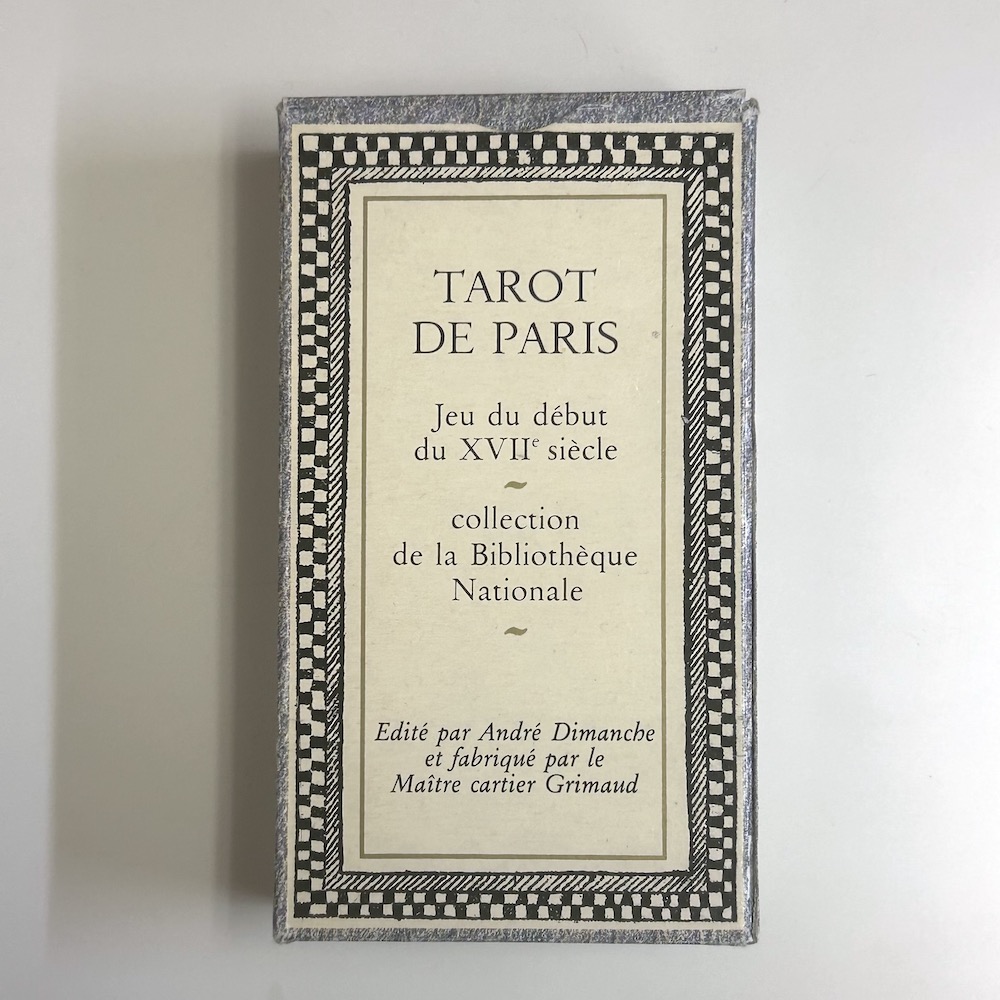 TAROT
DE PARIS
Jeu du début
du XVIIe siècle
~
collection
de la Bibliothèque
Nationale
~
Edité par André Dimanche
et fabriqué par le
Maître cartier Grimaud